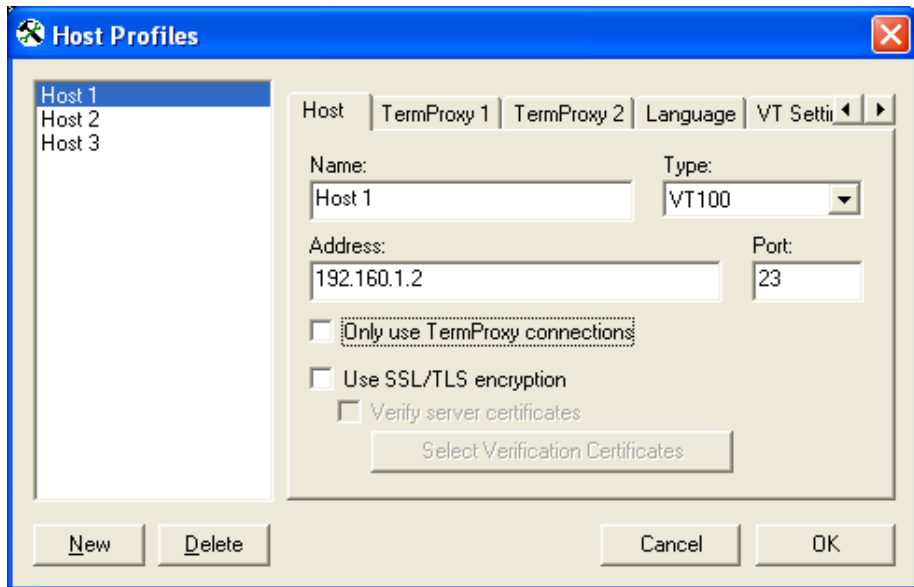 Host Profiles
Host 1
Host 2
Host 3
Host TermProxy 1 TermProxy 2 Language VT Settin
Name: Type:
Host 1 VT100
Address: Port:
192.160.1.2 23
Only use TermProxy connections
Use SSL/TLS encryption
Verify server certificates
Select Verification Certificates
New Delete Cancel OK